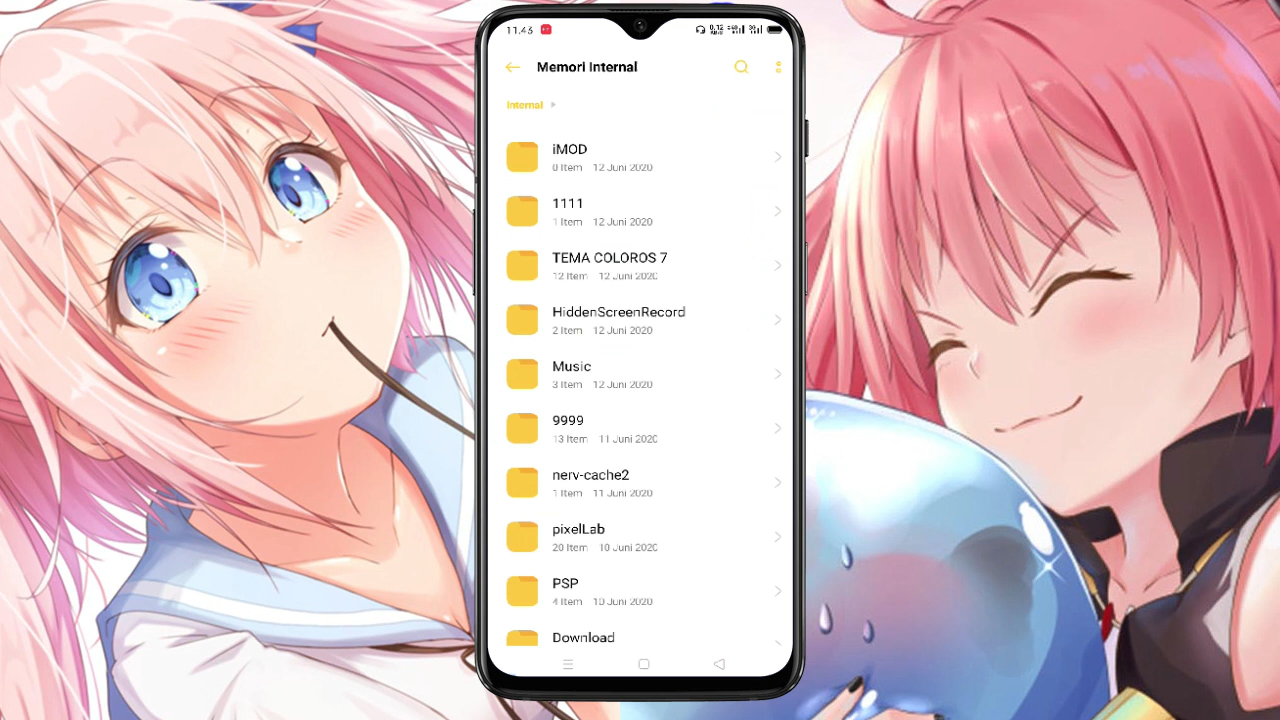 11.43
Memori Internal
Internal
iMOD
0 Item 12 Juni 2020
1111
1 Item 12 Juni 2020
TEMA COLOROS 7
12 Item 12 Juni 2020
HiddenScreenRecord
2 Item 12 Juni 2020
Music
3 Item 12 Juni 2020
9999
13 Item 11 Juni 2020
nerv-cache2
1 Item 11 Juni 2020
pixelLab
20 Item 10 Juni 2020
PSP
4 Item 10 Juni 2020
Download